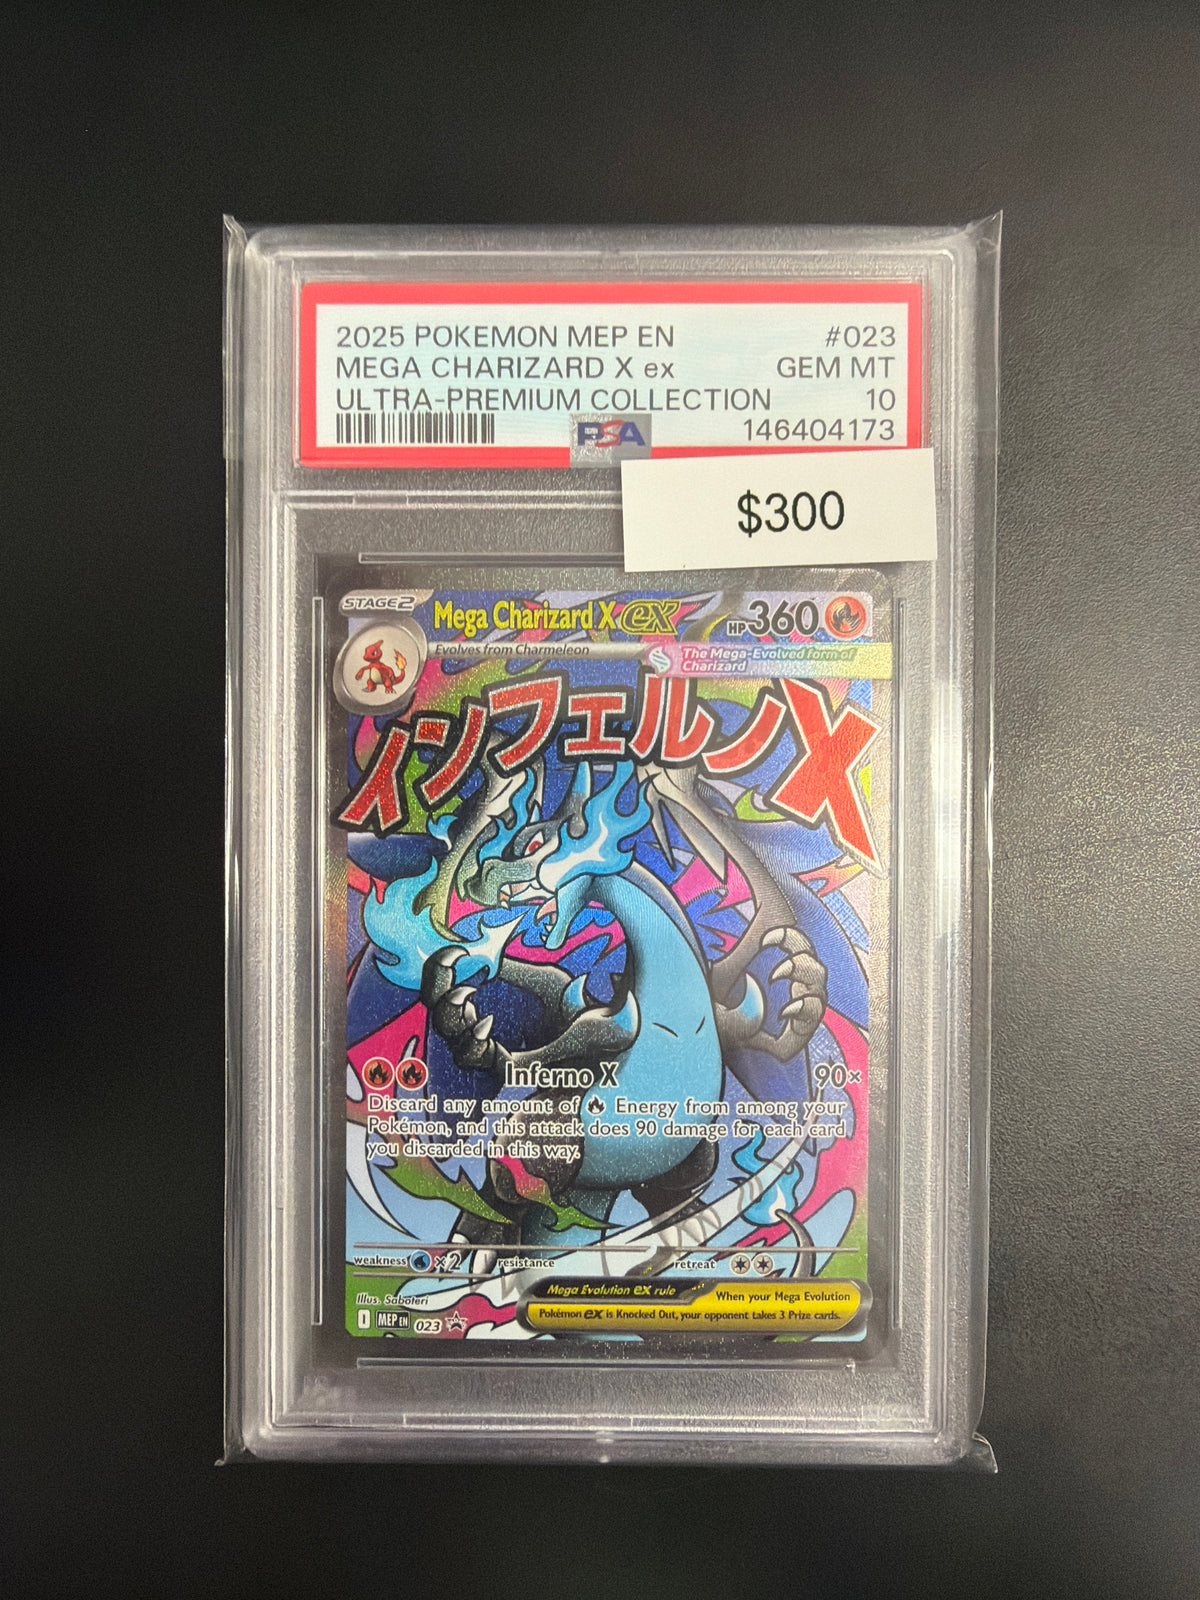 2025 POKEMON MEP EN #023
MEGA CHARIZARD X ex GEM MT
ULTRA-PREMIUM COLLECTION 10
PSA 146404173
$300
STAGE2 Mega Charizard X ex HP 360
Evolves from Charmeleon
The Mega-Evolved form of
Charizard
インフェルノX
Inferno X 90×
Discard any amount of Energy from among your
Pokémon, and this attack does 90 damage for each card
you discarded in this way.
weakness ×2 resistance retreat
Mega Evolution ex rule When your Mega Evolution
Pokémon ex is Knocked Out, your opponent takes 3 Prize cards.
Illus. Saboteri
I MEP EN 023